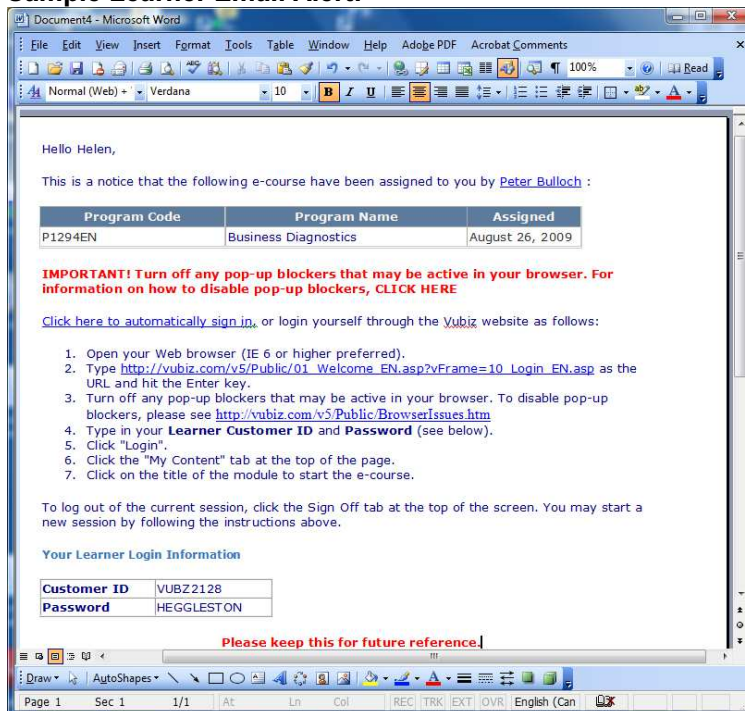 Document4 - Microsoft Word
File Edit View Insert Format Tools Table Window Help Adobe PDF Acrobat Comments
100% Read
Normal (Web) + Verdana 10 B I U
Hello Helen,
This is a notice that the following e-course have been assigned to you by Peter Bulloch :
Program Code Program Name Assigned
P1294EN Business Diagnostics August 26, 2009
IMPORTANT! Turn off any pop-up blockers that may be active in your browser. For
information on how to disable pop-up blockers, CLICK HERE
Click here to automatically sign in, or login yourself through the Vubiz website as follows:
1. Open your Web browser (IE 6 or higher preferred).
2. Type http://vubiz.com/v5/Public/01_Welcome_EN.asp?vFrame=10_Login_EN.asp as the
URL and hit the Enter key.
3. Turn off any pop-up blockers that may be active in your browser. To disable pop-up
blockers, please see http://vubiz.com/v5/Public/BrowserIssues.htm
4. Type in your Learner Customer ID and Password (see below).
5. Click "Login".
6. Click the "My Content" tab at the top of the page.
7. Click on the title of the module to start the e-course.
To log out of the current session, click the Sign Off tab at the top of the screen. You may start a
new session by following the instructions above.
Your Learner Login Information
Customer ID VUBZ2128
Password HEGGLESTON
Please keep this for future reference.
Draw AutoShapes
Page 1 Sec 1 1/1 At Ln Col REC TRK EXT OVR English (Can